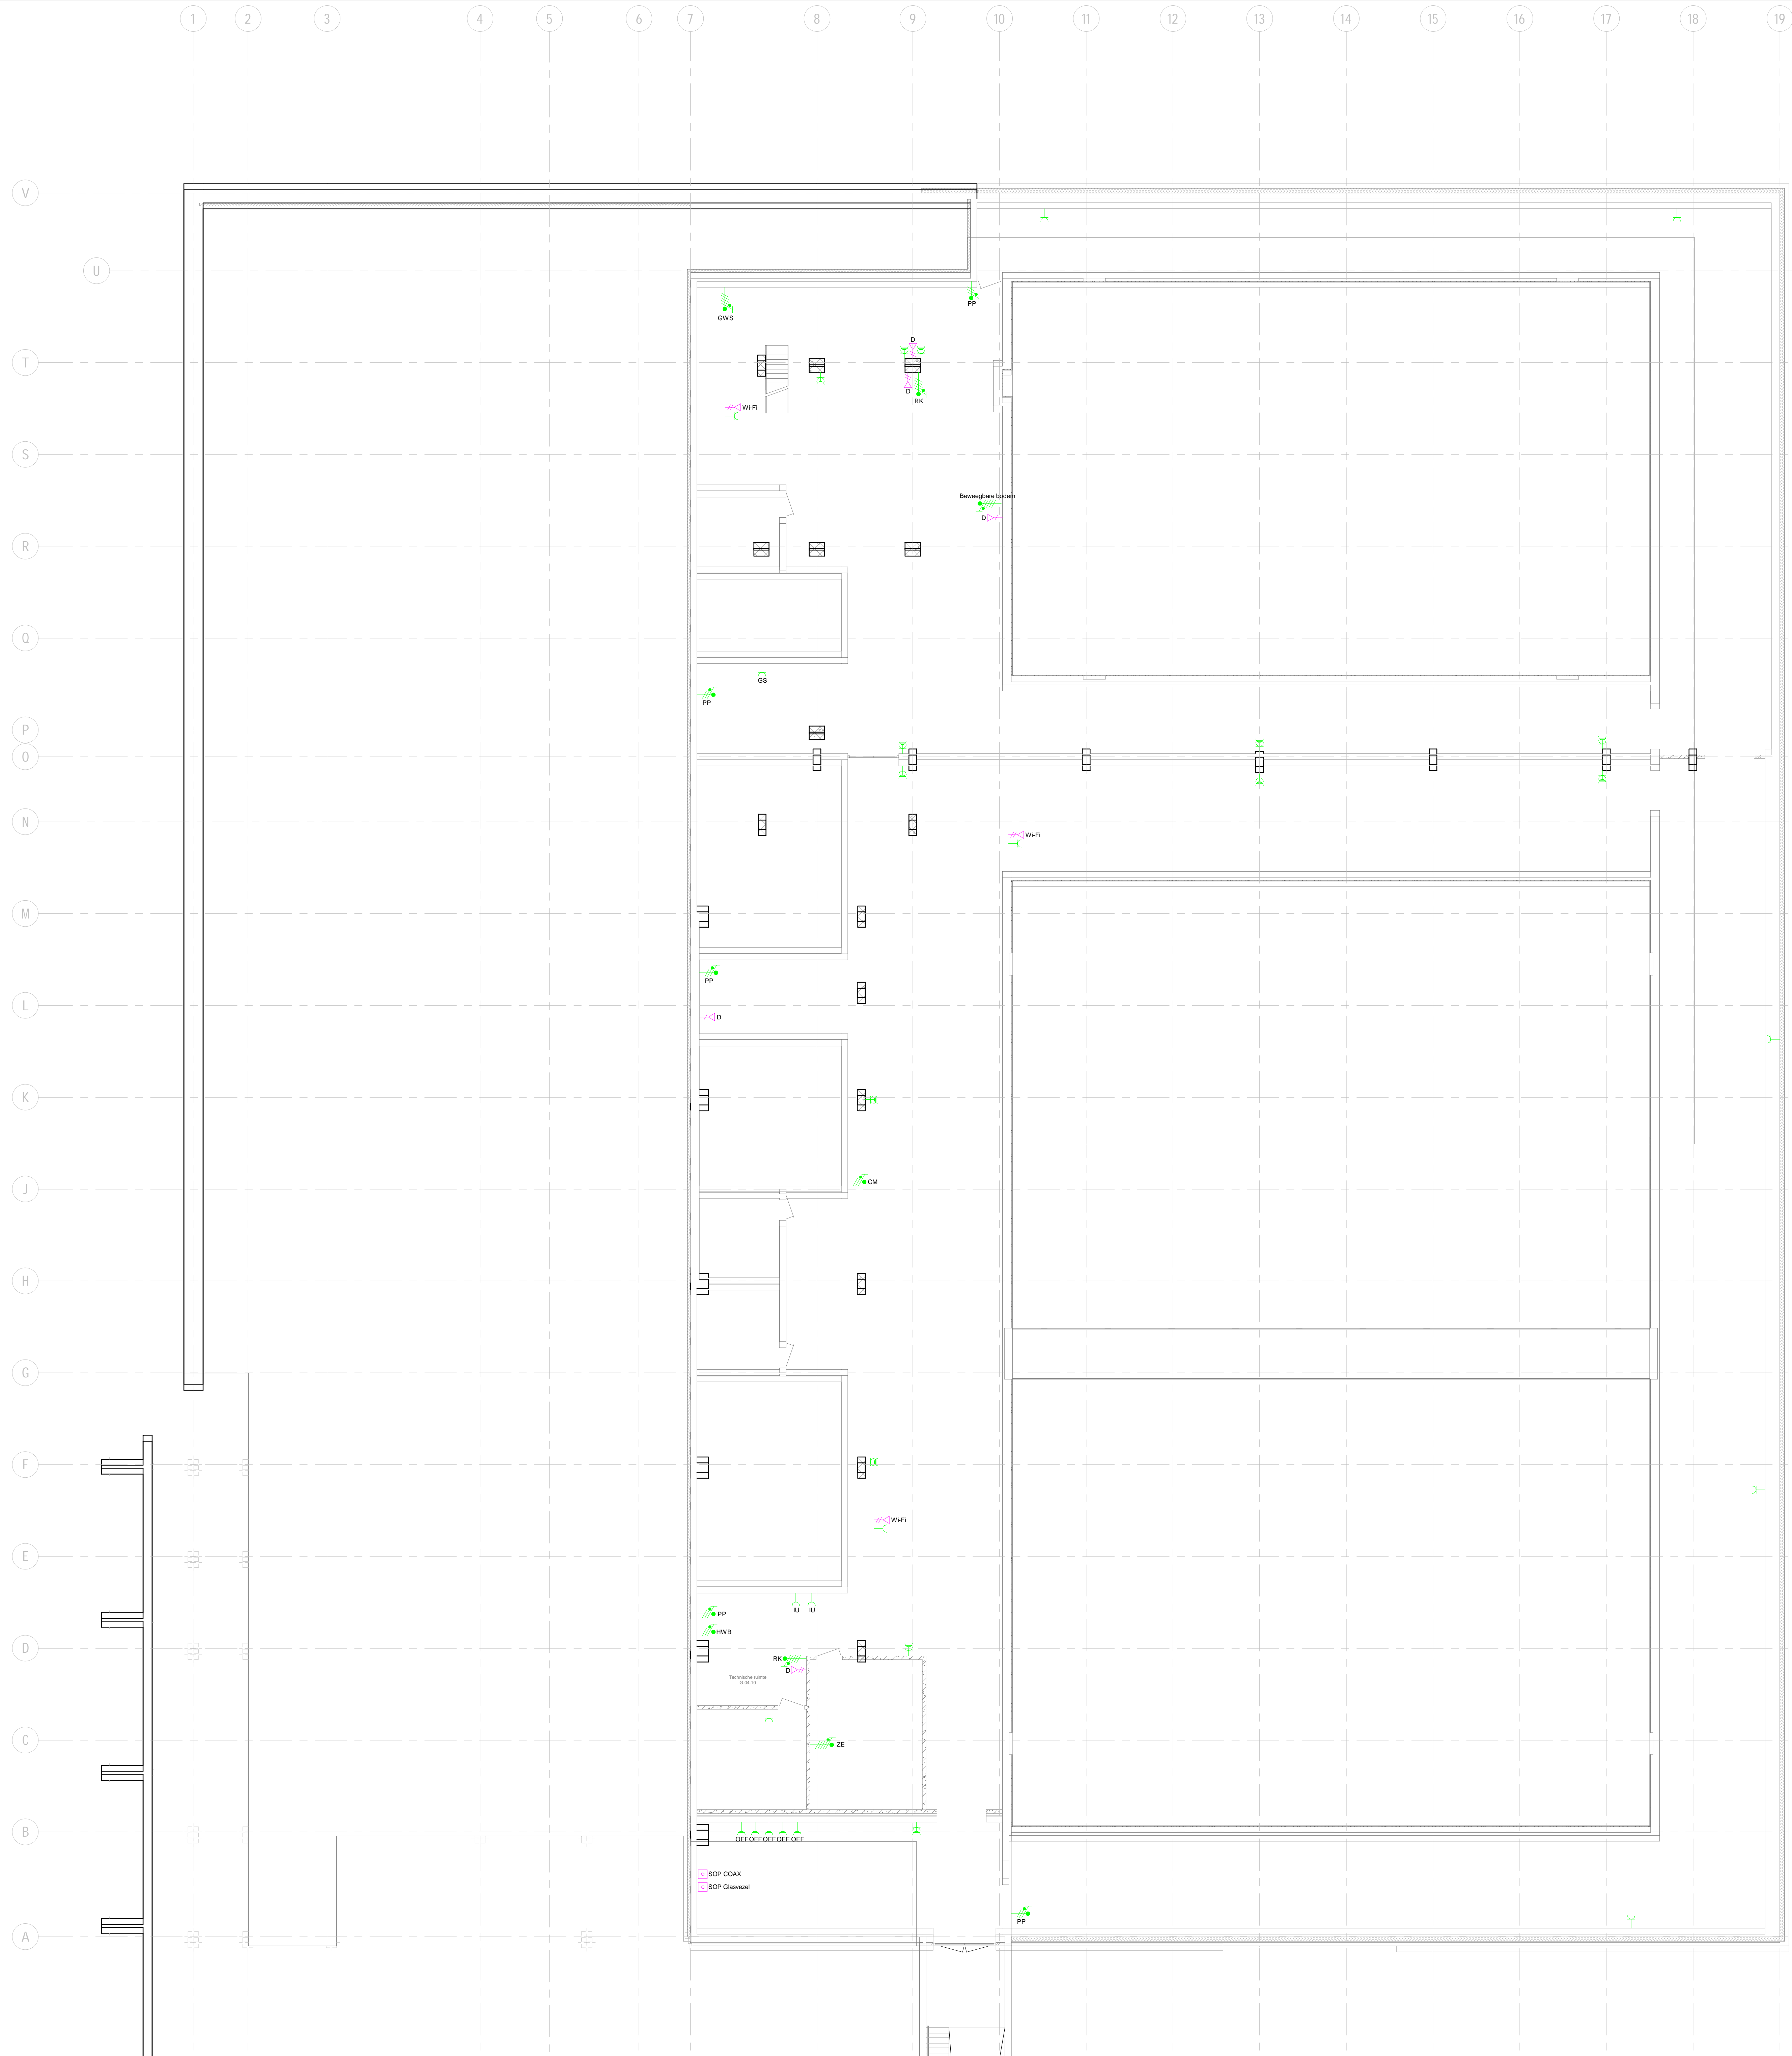 1 2 3 4 5 6 7 8 9 10 11 12 13 14 15 16 17 18 19
V
U
PP
GWS
D
T
D
RK
Wi-Fi
S
Beweegbare bodem
D
R
Q
GS
PP
P
O
N
Wi-Fi
M
PP
L
D
K
CM
J
H
G
F
Wi-Fi
E
IU IU
PP
HWB
D
RK
D
Technische ruimte
C
ZE
B
OEF OEF OEF OEF OEF
SOP COAX
SOP Glasvezel
PP
A